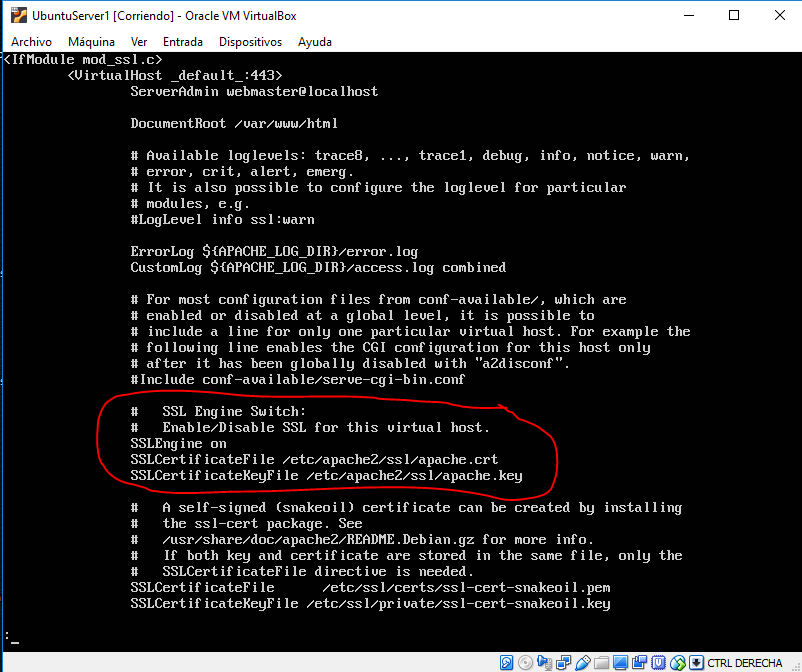 UbuntuServer1 [Corriendo] - Oracle VM VirtualBox
Archivo Máquina Ver Entrada Dispositivos Ayuda
<IfModule mod_ssl.c>
<VirtualHost _default_:443>
ServerAdmin webmaster@localhost
DocumentRoot /var/www/html
# Available loglevels: trace8, ..., trace1, debug, info, notice, warn,
# error, crit, alert, emerg.
# It is also possible to configure the loglevel for particular
# modules, e.g.
#LogLevel info ssl:warn
ErrorLog ${APACHE_LOG_DIR}/error.log
CustomLog ${APACHE_LOG_DIR}/access.log combined
# For most configuration files from conf-available/, which are
# enabled or disabled at a global level, it is possible to
# include a line for only one particular virtual host. For example the
# following line enables the CGI configuration for this host only
# after it has been globally disabled with "a2disconf".
#Include conf-available/serve-cgi-bin.conf
#   SSL Engine Switch:
#   Enable/Disable SSL for this virtual host.
SSLEngine on
SSLCertificateFile /etc/apache2/ssl/apache.crt
SSLCertificateKeyFile /etc/apache2/ssl/apache.key
#   A self-signed (snakeoil) certificate can be created by installing
#   the ssl-cert package. See
#   /usr/share/doc/apache2/README.Debian.gz for more info.
#   If both key and certificate are stored in the same file, only the
#   SSLCertificateFile directive is needed.
SSLCertificateFile      /etc/ssl/certs/ssl-cert-snakeoil.pem
SSLCertificateKeyFile /etc/ssl/private/ssl-cert-snakeoil.key
:_
CTRL DERECHA